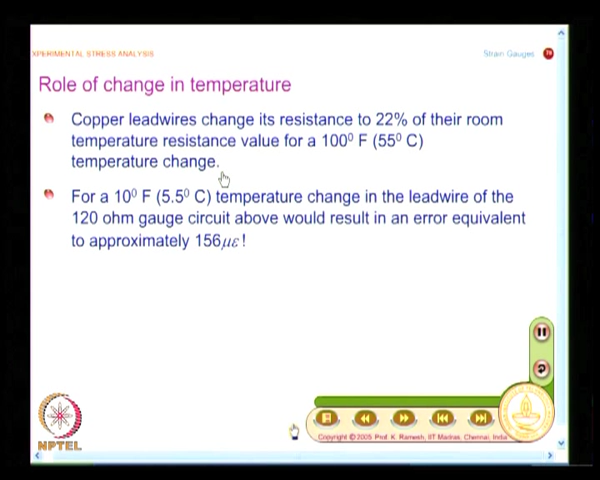 XPERIMENTAL STRESS ANALYSIS
Strain Gauges
Role of change in temperature
Copper leadwires change its resistance to 22% of their room
temperature resistance value for a 100⁰ F (55⁰ C)
temperature change.
For a 10⁰ F (5.5⁰ C) temperature change in the leadwire of the
120 ohm gauge circuit above would result in an error equivalent
to approximately 156με !
NPTEL
Copyright © 2005 Prof. K. Ramesh, IIT Madras, Chennai, India